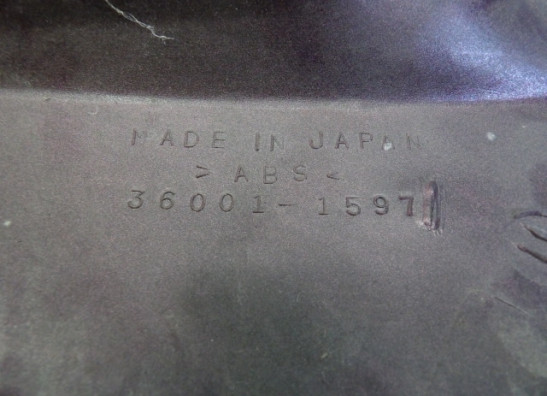 MADE IN JAPAN
> ABS <
36001-1597